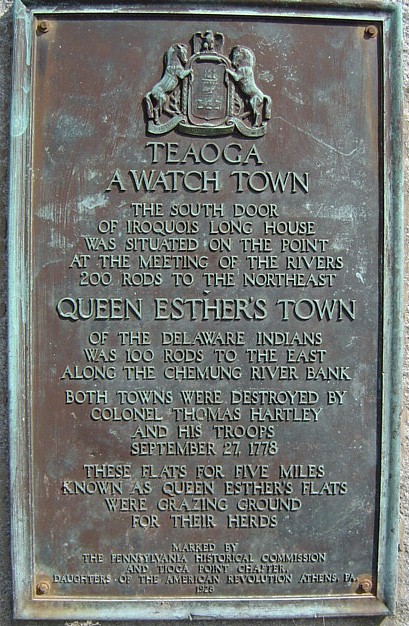 TEAOGA
A WATCH TOWN
THE SOUTH DOOR
OF IROQUOIS LONG HOUSE
WAS SITUATED ON THE POINT
AT THE MEETING OF THE RIVERS
200 RODS TO THE NORTHEAST
QUEEN ESTHER'S TOWN
OF THE DELAWARE INDIANS
WAS 100 RODS TO THE EAST
ALONG THE CHEMUNG RIVER BANK
BOTH TOWNS WERE DESTROYED BY
COLONEL THOMAS HARTLEY
AND HIS TROOPS
SEPTEMBER 27, 1778
THESE FLATS FOR FIVE MILES
KNOWN AS QUEEN ESTHER'S FLATS
WERE GRAZING GROUND
FOR THEIR HERDS
MARKED BY
THE PENNSYLVANIA HISTORICAL COMMISSION
AND TIOGA POINT CHAPTER,
DAUGHTERS OF THE AMERICAN REVOLUTION ATHENS, PA.
1928